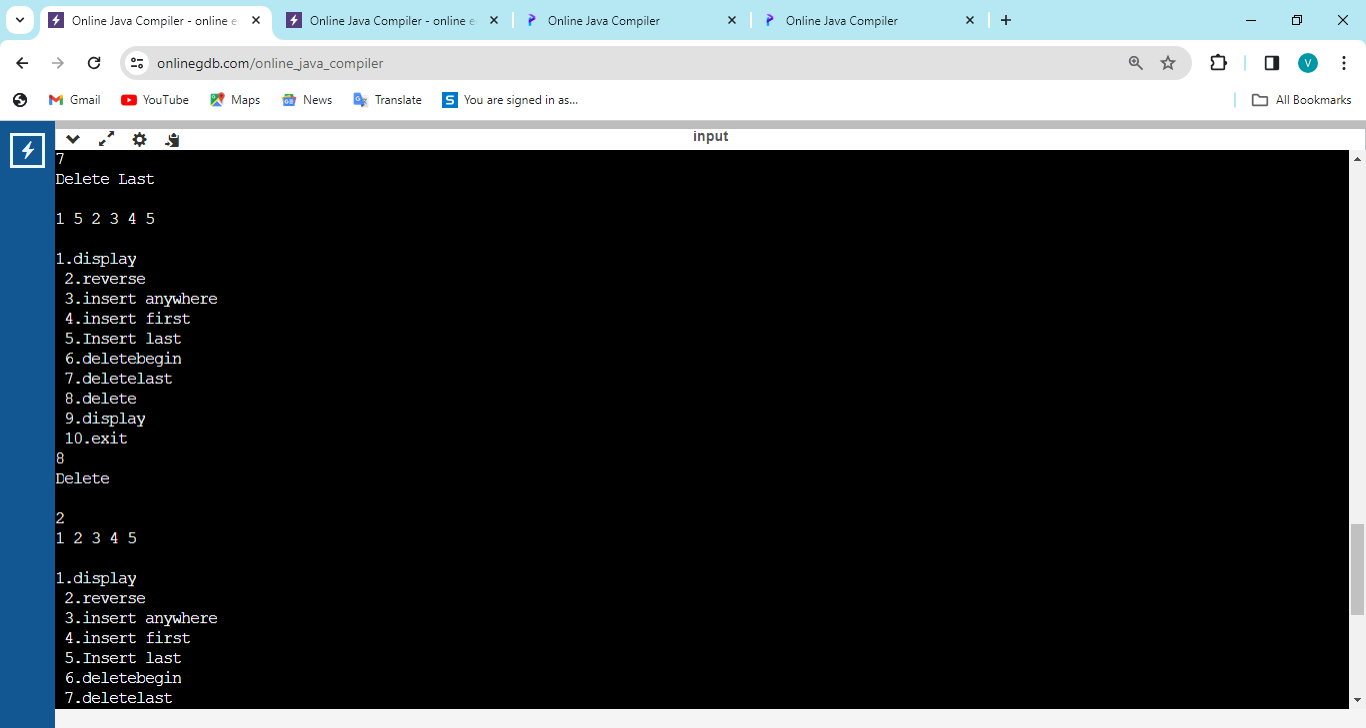 Online Java Compiler - online e
Online Java Compiler - online e
Online Java Compiler
Online Java Compiler
onlinegdb.com/online_java_compiler
V
Gmail
YouTube
Maps
News
Translate
S
You are signed in as...
All Bookmarks
input
7
Delete Last
1 5 2 3 4 5
1.display
2.reverse
3.insert anywhere
4.insert first
5.Insert last
6.deletebegin
7.deletelast
8.delete
9.display
10.exit
8
Delete
2
1 2 3 4 5
1.display
2.reverse
3.insert anywhere
4.insert first
5.Insert last
6.deletebegin
7.deletelast